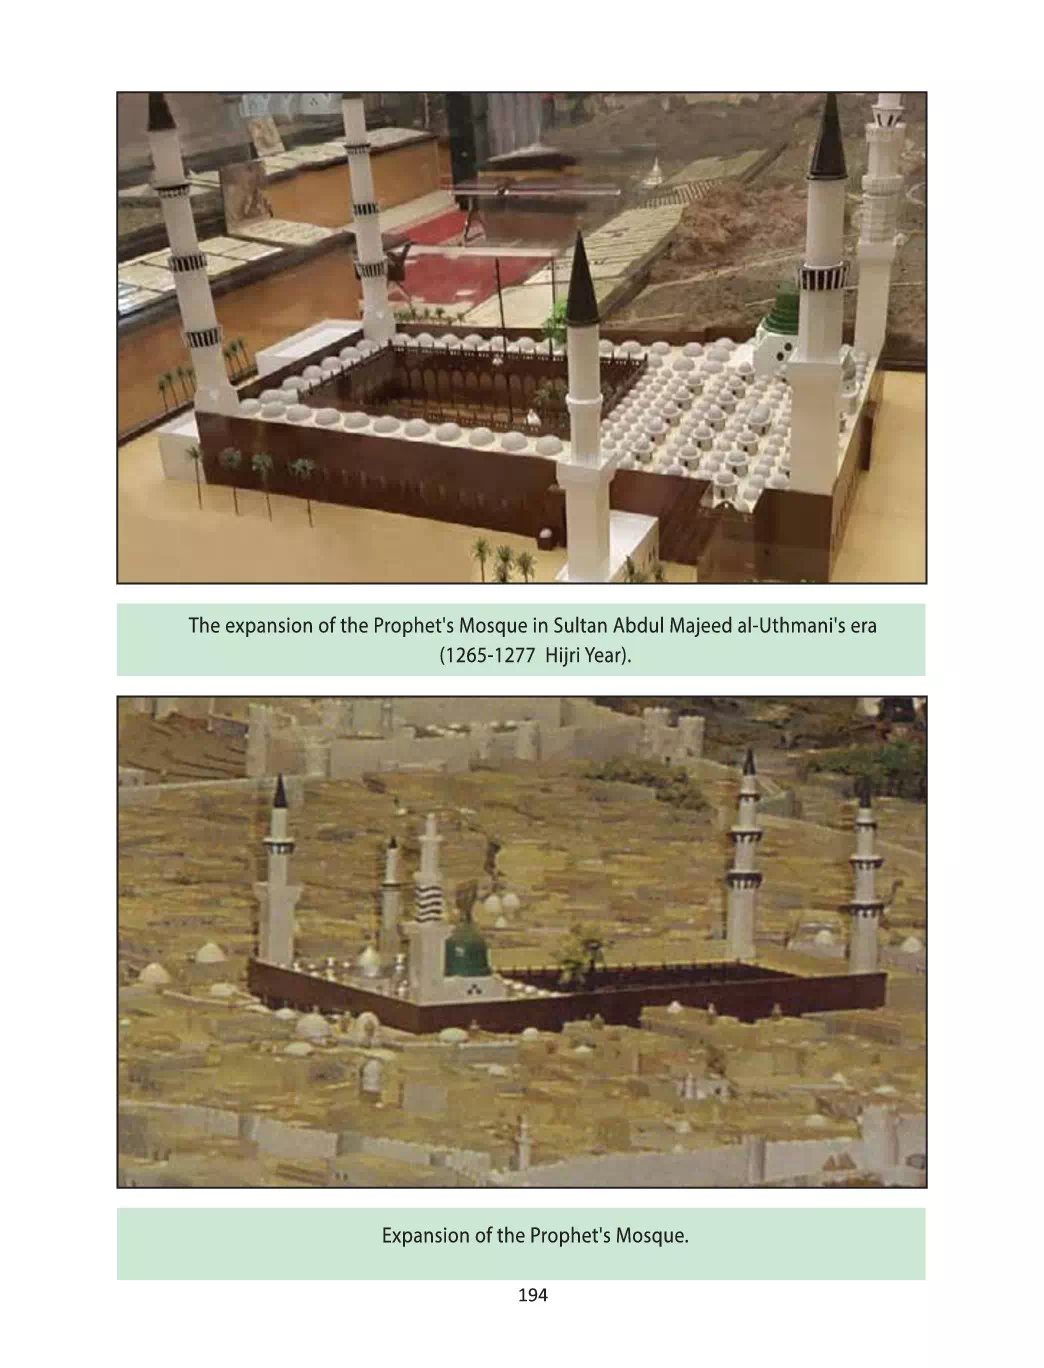 The expansion of the Prophet's Mosque in Sultan Abdul Majeed al-Uthmani's era
(1265-1277 Hijri Year).
Expansion of the Prophet's Mosque.
194